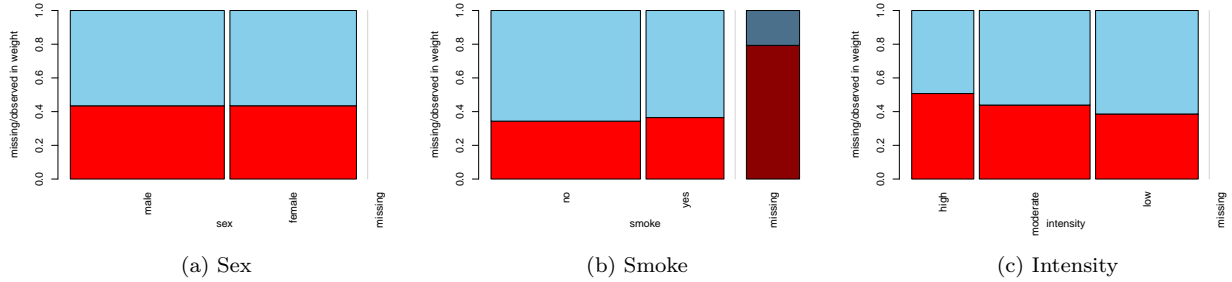 missing/observed in weight
1.0
0.8
0.6
0.4
0.2
0.0
male
female
missing
sex
(a) Sex
missing/observed in weight
1.0
0.8
0.6
0.4
0.2
0.0
no
yes
missing
smoke
(b) Smoke
missing/observed in weight
1.0
0.8
0.6
0.4
0.2
0.0
high
moderate
low
missing
intensity
(c) Intensity